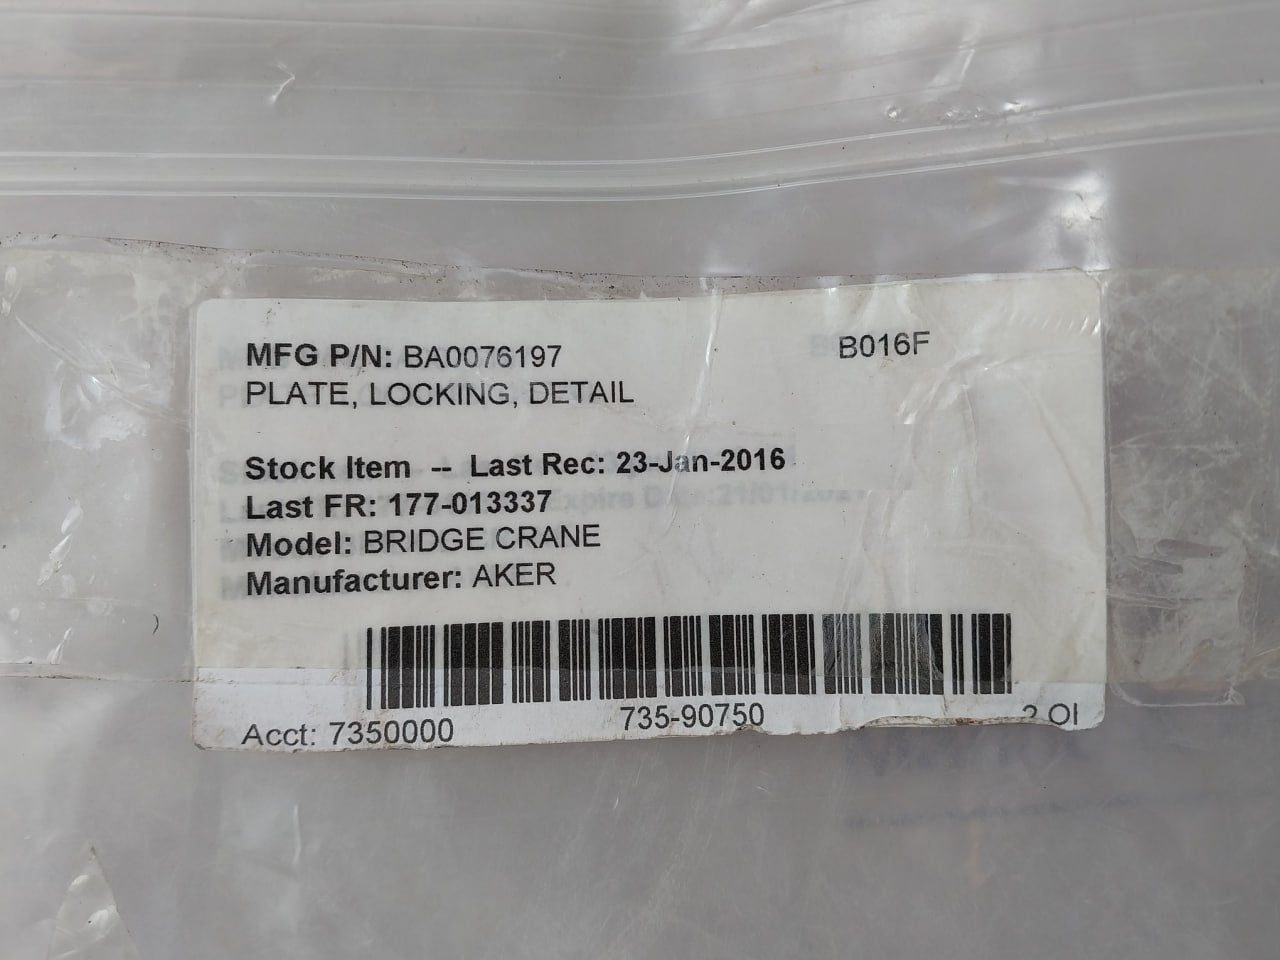 MFG P/N: BA0076197 B016F
PLATE, LOCKING, DETAIL
Stock Item -- Last Rec: 23-Jan-2016
Last FR: 177-013337
Model: BRIDGE CRANE
Manufacturer: AKER
Acct: 7350000 735-90750